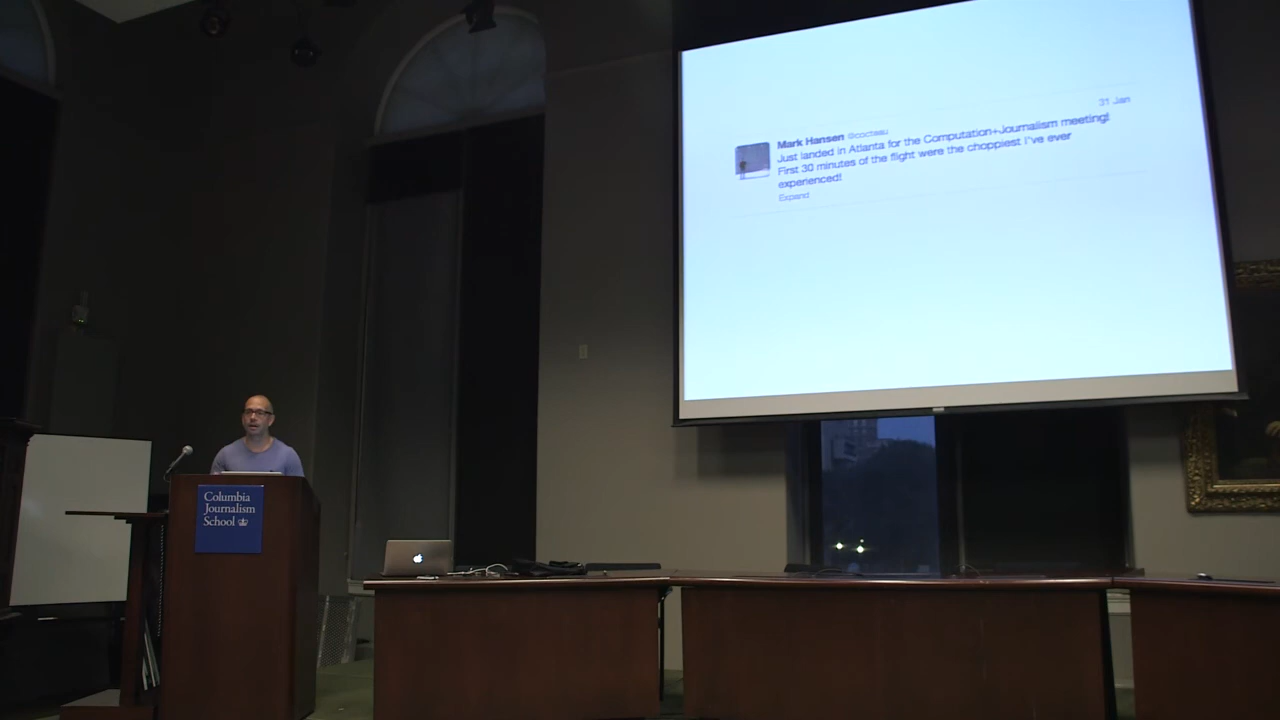 31 Jan
Mark Hansen @cocteau
Just landed in Atlanta for the Computation+Journalism meeting!
First 30 minutes of the flight were the choppiest I've ever
experienced!
Expand
Columbia
Journalism
School